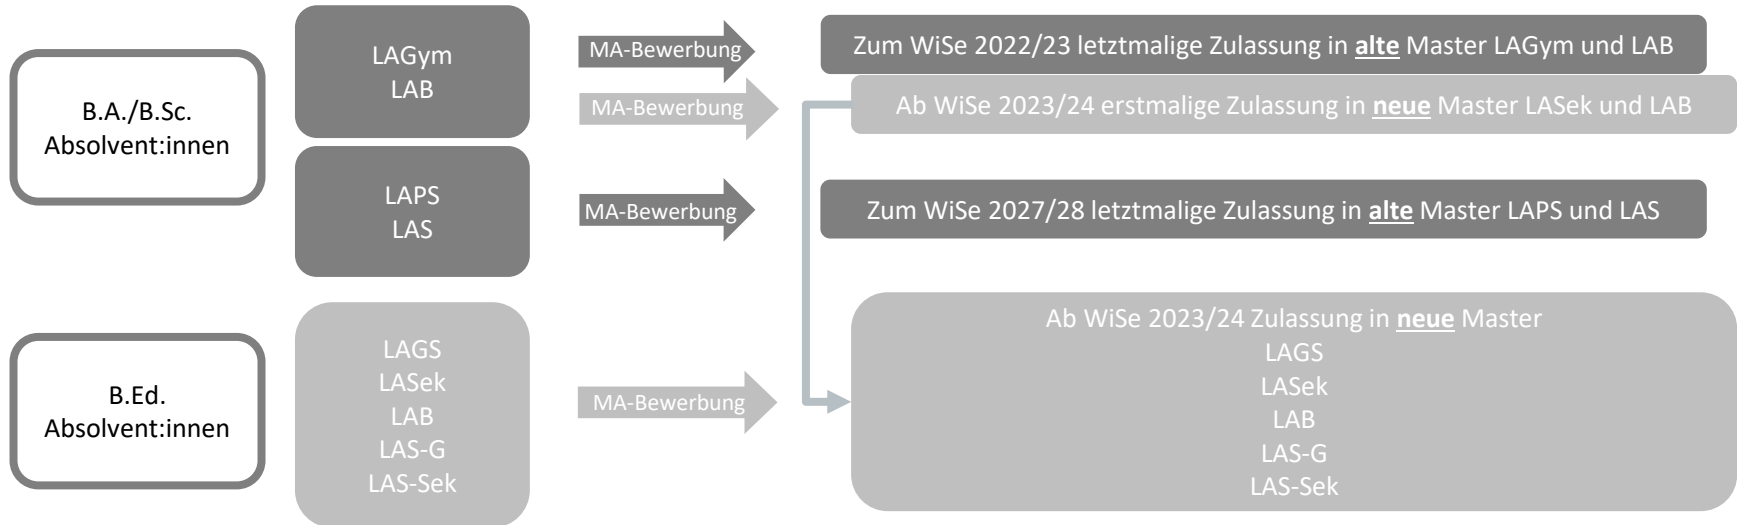 B.A./B.Sc.
Absolvent:innen
LAGym
LAB
MA-Bewerbung
Zum WiSe 2022/23 letztmalige Zulassung in alte Master LAGym und LAB
MA-Bewerbung
Ab WiSe 2023/24 erstmalige Zulassung in neue Master LASek und LAB
LAPS
LAS
MA-Bewerbung
Zum WiSe 2027/28 letztmalige Zulassung in alte Master LAPS und LAS
B.Ed.
Absolvent:innen
LAGS
LASek
LAB
LAS-G
LAS-Sek
MA-Bewerbung
Ab WiSe 2023/24 Zulassung in neue Master
LAGS
LASek
LAB
LAS-G
LAS-Sek